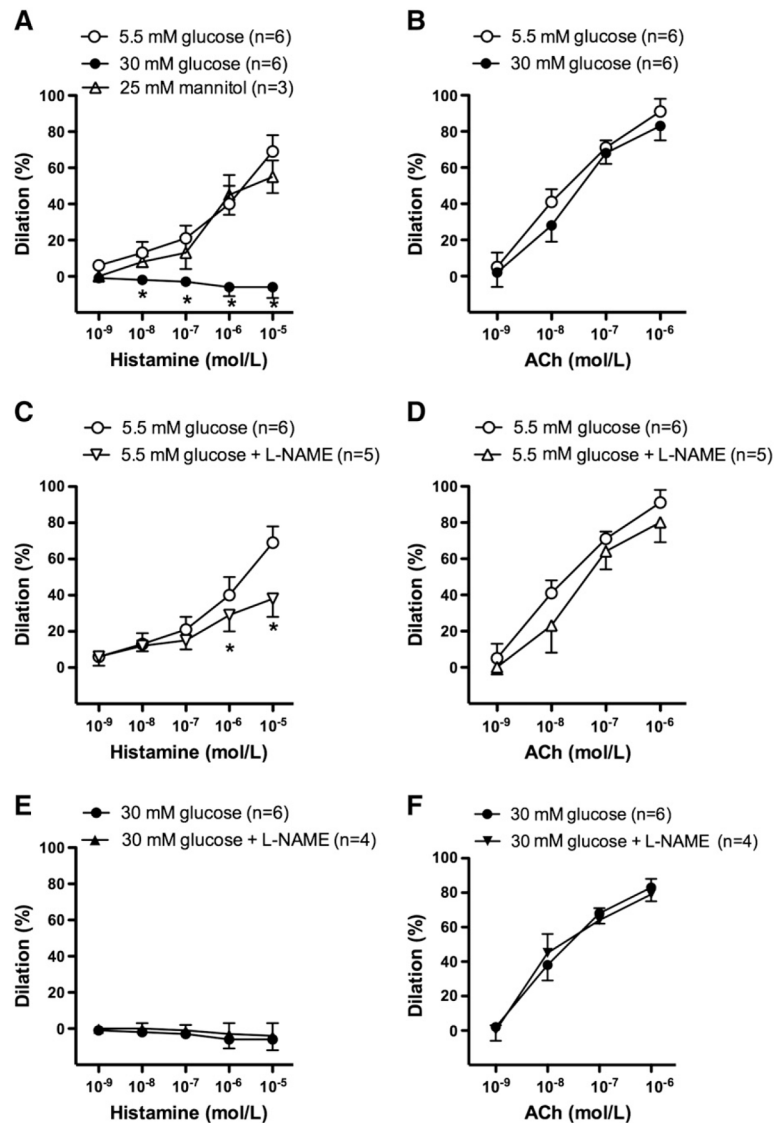 A
5.5 mM glucose (n=6)
30 mM glucose (n=6)
25 mM mannitol (n=3)
100
80
60
40
20
0
Dilation (%)
* * * *
10⁻⁹ 10⁻⁸ 10⁻⁷ 10⁻⁶ 10⁻⁵
Histamine (mol/L)
B
5.5 mM glucose (n=6)
30 mM glucose (n=6)
100
80
60
40
20
0
Dilation (%)
10⁻⁹ 10⁻⁸ 10⁻⁷ 10⁻⁶
ACh (mol/L)
C
5.5 mM glucose (n=6)
5.5 mM glucose + L-NAME (n=5)
100
80
60
40
20
0
Dilation (%)
* *
10⁻⁹ 10⁻⁸ 10⁻⁷ 10⁻⁶ 10⁻⁵
Histamine (mol/L)
D
5.5 mM glucose (n=6)
5.5 mM glucose + L-NAME (n=5)
100
80
60
40
20
0
Dilation (%)
10⁻⁹ 10⁻⁸ 10⁻⁷ 10⁻⁶
ACh (mol/L)
E
30 mM glucose (n=6)
30 mM glucose + L-NAME (n=4)
100
80
60
40
20
0
Dilation (%)
10⁻⁹ 10⁻⁸ 10⁻⁷ 10⁻⁶ 10⁻⁵
Histamine (mol/L)
F
30 mM glucose (n=6)
30 mM glucose + L-NAME (n=4)
100
80
60
40
20
0
Dilation (%)
10⁻⁹ 10⁻⁸ 10⁻⁷ 10⁻⁶
ACh (mol/L)